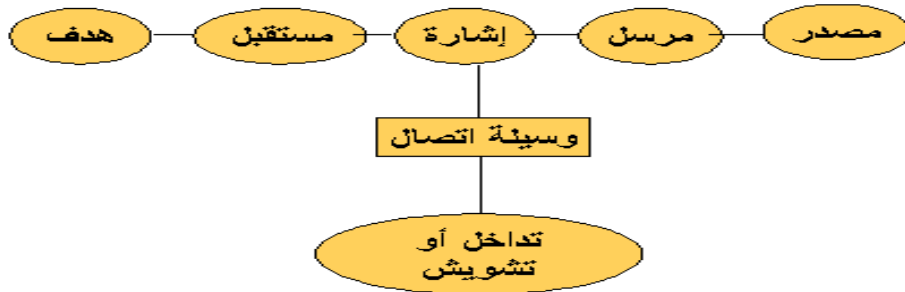 مصدر
مرسل
إشارة
مستقبل
هدف
وسيلة اتصال
تداخل أو
تشويش